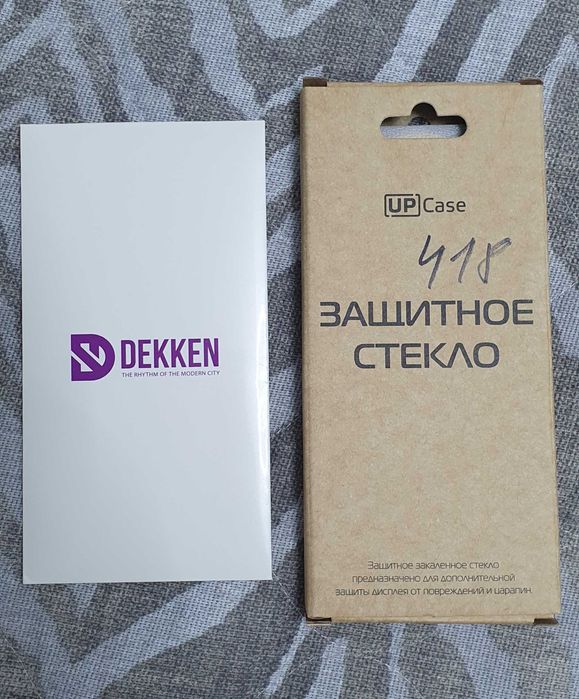 DEKKEN
THE RHYTHM OF THE MODERN CITY
UP Case
418
ЗАЩИТНОЕ
СТЕКЛО
Защитное закаленное стекло
предназначено для дополнительной
защиты дисплея от повреждений и царапин.